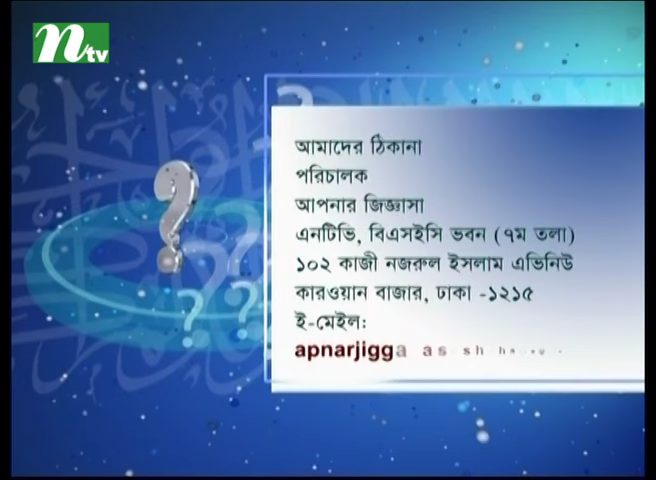 ntv
আমাদের ঠিকানা
পরিচালক
আপনার জিজ্ঞাসা
এনটিভি, বিএসইসি ভবন (৭ম তলা)
১০২ কাজী নজরুল ইসলাম এভিনিউ
কারওয়ান বাজার, ঢাকা -১২১৫
ই-মেইল:
apnarjigga